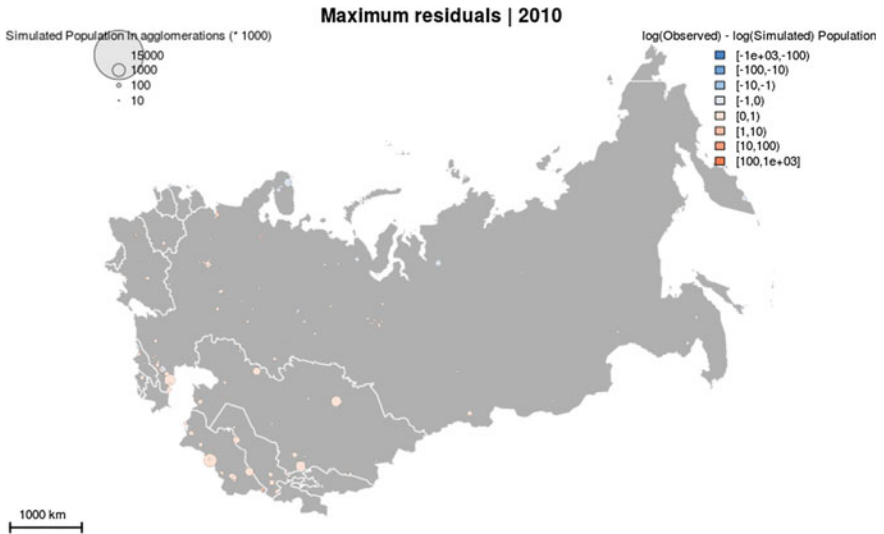 Maximum residuals | 2010
Simulated Population in agglomerations (* 1000)
15000
1000
100
10
log(Observed) - log(Simulated) Population
[-1e+03,-100)
[-100,-10)
[-10,-1)
[-1,0)
[0,1)
[1,10)
[10,100)
[100,1e+03]
1000 km